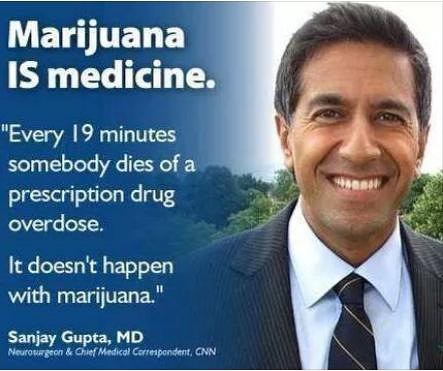 Marijuana
IS medicine.
"Every 19 minutes
somebody dies of a
prescription drug
overdose.
It doesn't happen
with marijuana."
Sanjay Gupta, MD
Neurosurgeon & Chief Medical Correspondent, CNN